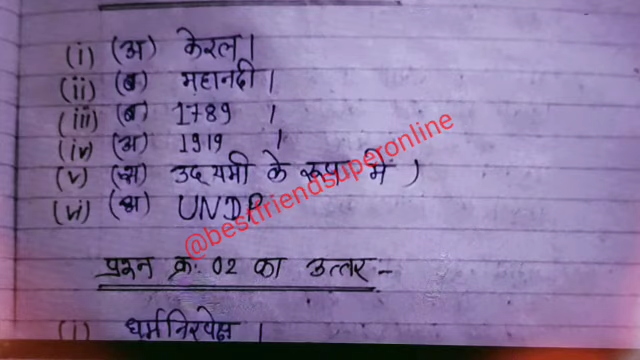 (i) (अ) केरल।
(ii) (ब) महानदी।
(iii) (ब) 1789 ।
(iv) (अ) 1919 ।
(v) उद्यमी के रूप में।
(vi) UNDP
@bestfriendsuperonline
प्रश्न क्र. 02 का उत्तर:-
(i) धर्मनिरपेक्ष ।